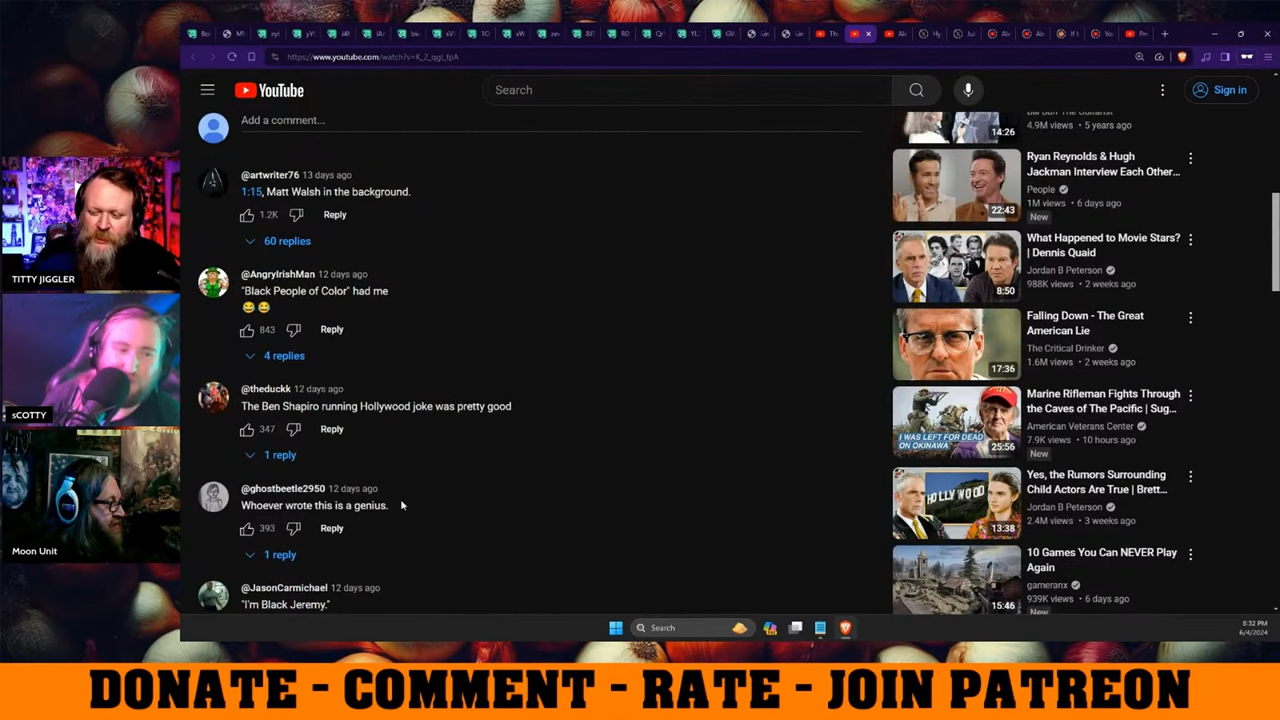 https://www.youtube.com/watch?v=K_2_qgl_fpA
YouTube
Search
Sign in
Add a comment...
@artwriter76 13 days ago
1:15, Matt Walsh in the background.
1.2K Reply
60 replies
@AngryIrishMan 12 days ago
"Black People of Color" had me
😂😂
843 Reply
4 replies
@theduckk 12 days ago
The Ben Shapiro running Hollywood joke was pretty good
347 Reply
1 reply
@ghostbeetle2950 12 days ago
Whoever wrote this is a genius.
393 Reply
1 reply
@JasonCarmichael 12 days ago
"I'm Black Jeremy."
14:26
4.9M views • 5 years ago
Ryan Reynolds & Hugh
Jackman Interview Each Other...
People
1M views • 6 days ago
New
22:43
What Happened to Movie Stars?
| Dennis Quaid
Jordan B Peterson
988K views • 2 weeks ago
8:50
Falling Down - The Great
American Lie
The Critical Drinker
1.6M views • 2 weeks ago
17:36
Marine Rifleman Fights Through
the Caves of The Pacific | Sug...
American Veterans Center
7.9K views • 10 hours ago
New
I WAS LEFT FOR DEAD
ON OKINAWA
25:56
Yes, the Rumors Surrounding
Child Actors Are True | Brett...
Jordan B Peterson
2.4M views • 3 weeks ago
HOLLYWOOD
13:38
10 Games You Can NEVER Play
Again
gameranx
939K views • 6 days ago
New
15:46
TITTY JIGGLER
sCOTTY
Moon Unit
Search
8:32 PM
6/4/2024
DONATE - COMMENT - RATE - JOIN PATREON